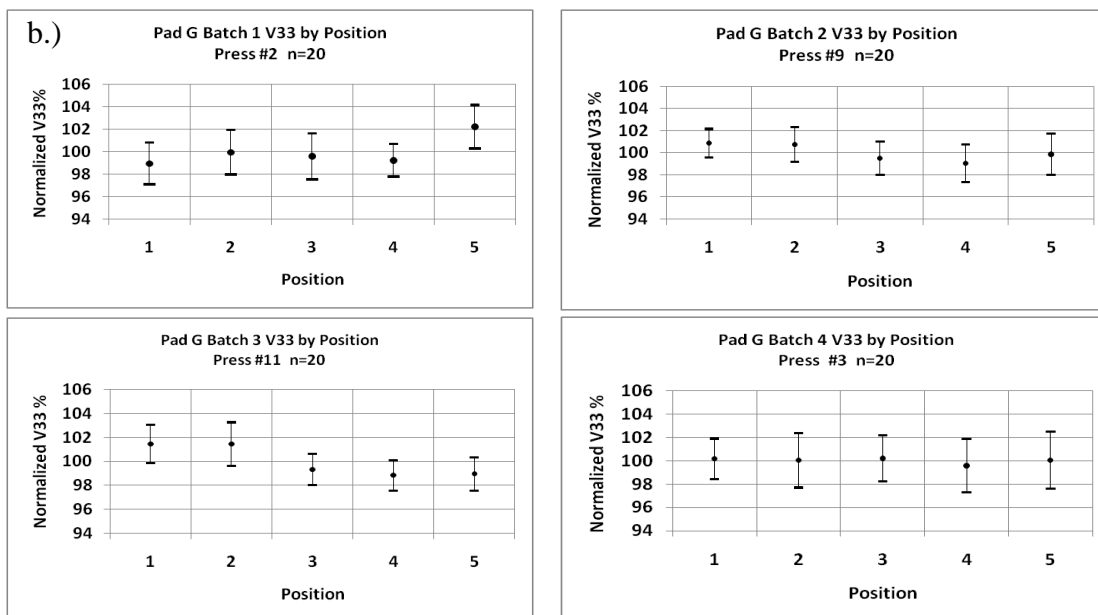 b.)
Pad G Batch 1 V33 by Position
Press #2 n=20
Normalized V33%
106
104
102
100
98
96
94
1 2 3 4 5
Position
Pad G Batch 2 V33 by Position
Press #9 n=20
Normalized V33 %
106
104
102
100
98
96
94
1 2 3 4 5
Position
Pad G Batch 3 V33 by Position
Press #11 n=20
Normalized V33 %
106
104
102
100
98
96
94
1 2 3 4 5
Position
Pad G Batch 4 V33 by Position
Press #3 n=20
Normalized V33 %
106
104
102
100
98
96
94
1 2 3 4 5
Position